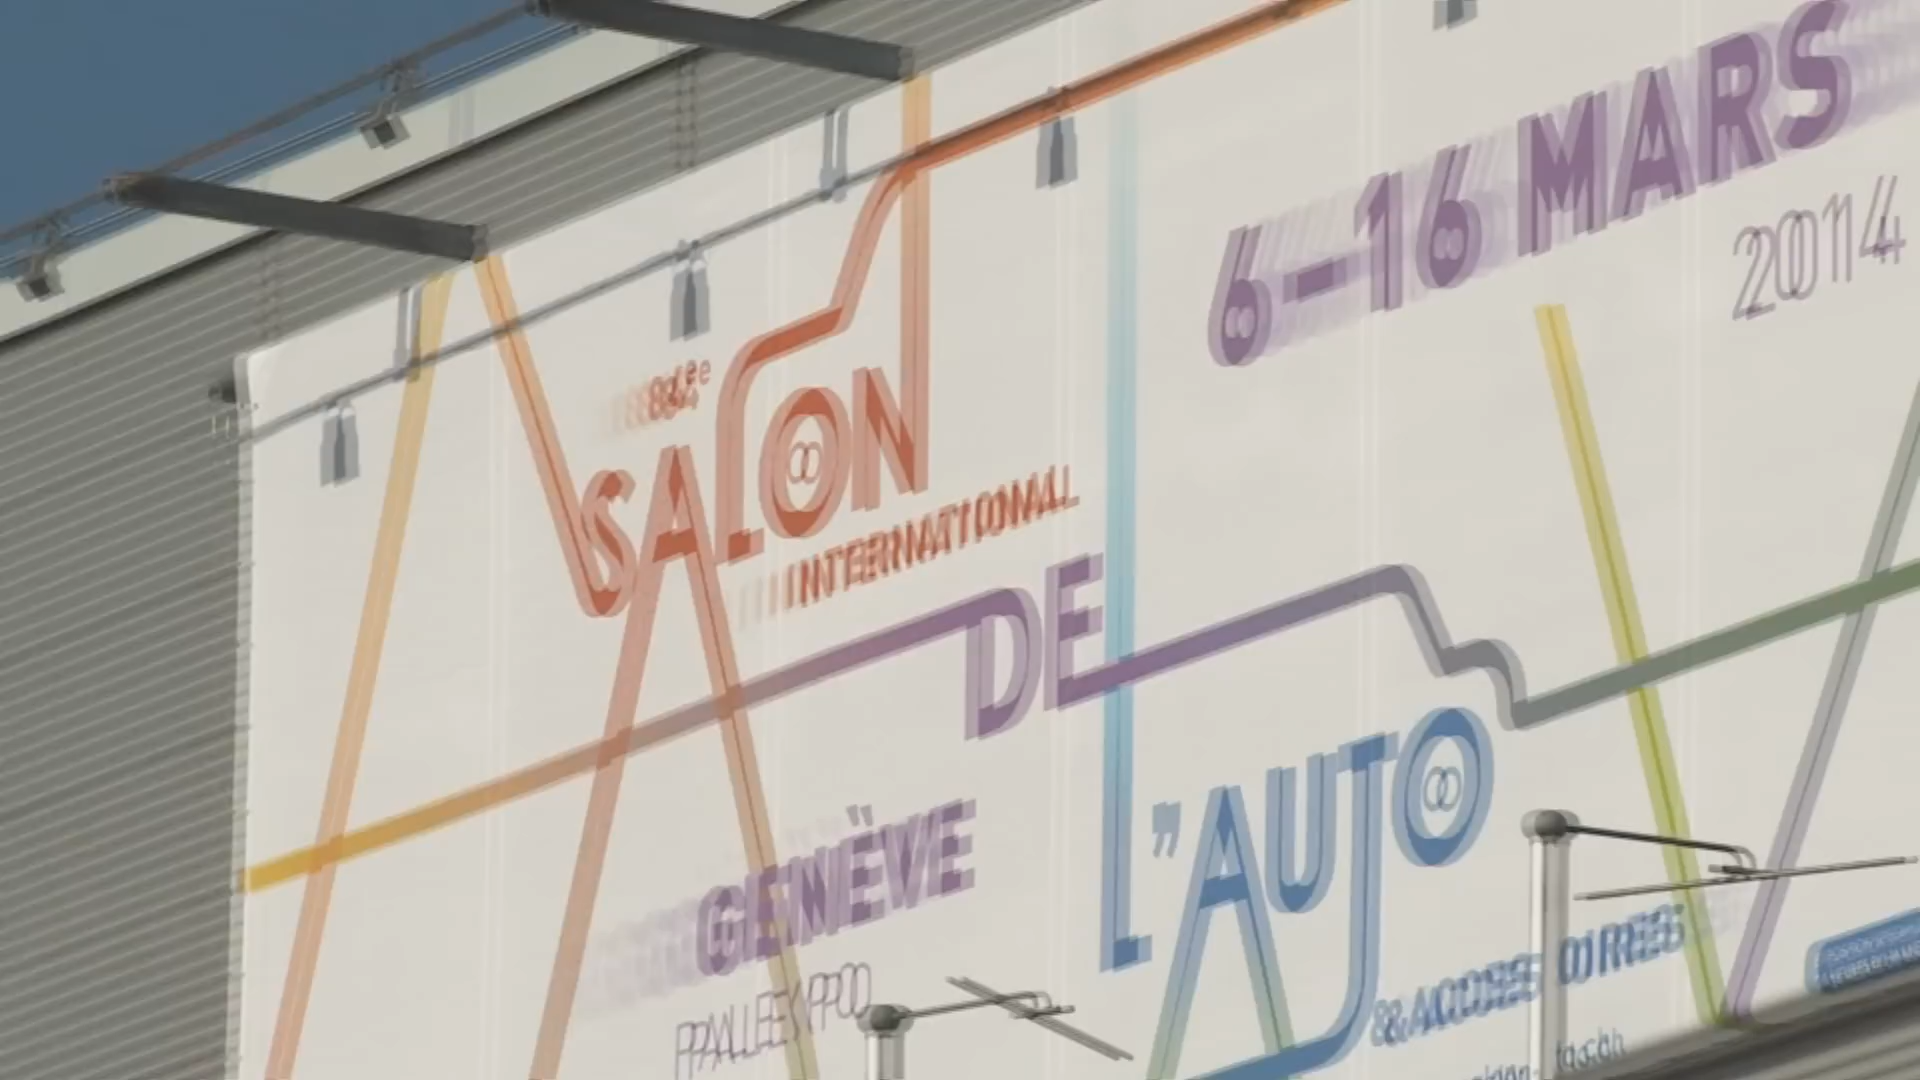 6–16 MARS
2014
84e
SALON
INTERNATIONAL
DE
L'AUTO
GENÈVE
PALEXPO
& ACCESSOIRES